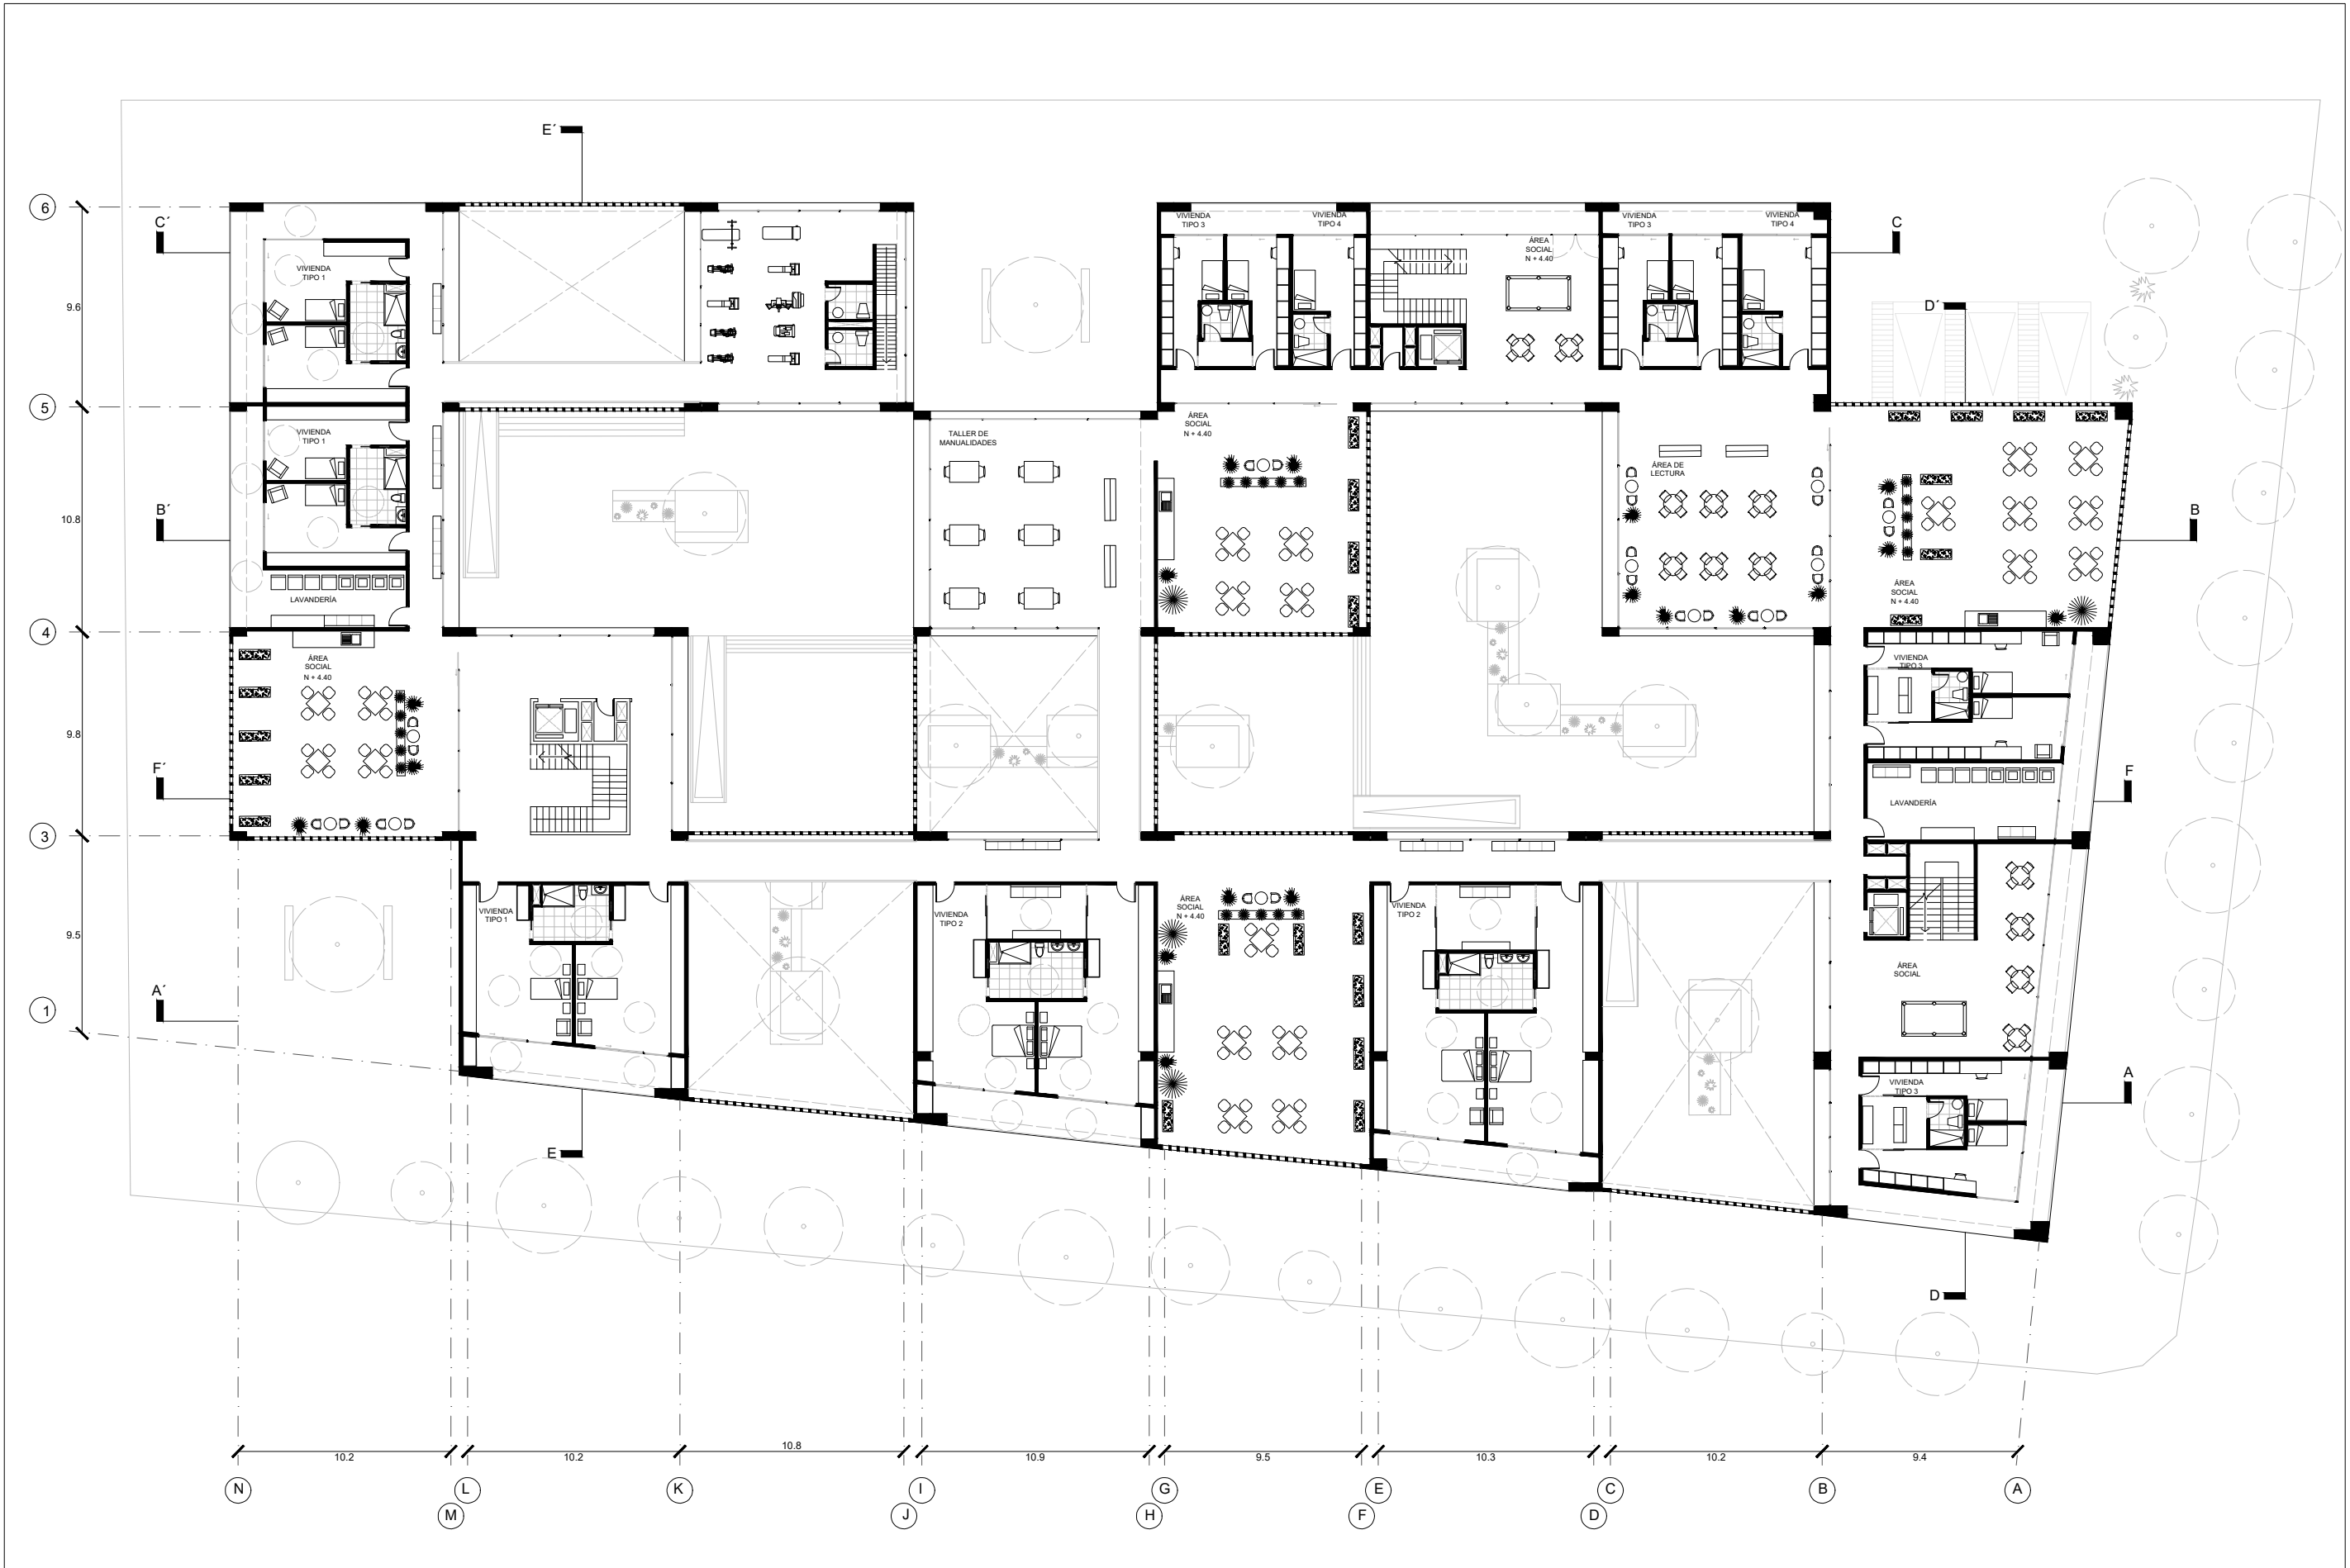 E´
6
C´
C
VIVIENDA
TIPO 3
VIVIENDA
TIPO 4
VIVIENDA
TIPO 3
VIVIENDA
TIPO 4
ÁREA
SOCIAL
N + 4.40
VIVIENDA
TIPO 1
9.6
D´
5
ÁREA
SOCIAL
N + 4.40
VIVIENDA
TIPO 1
TALLER DE
MANUALIDADES
ÁREA DE
LECTURA
10.8
B´
B
ÁREA
SOCIAL
N + 4.40
LAVANDERÍA
4
ÁREA
SOCIAL
N + 4.40
VIVIENDA
TIPO 3
9.8
F´
F
LAVANDERÍA
3
VIVIENDA
TIPO 1
VIVIENDA
TIPO 2
ÁREA
SOCIAL
N + 4.40
VIVIENDA
TIPO 2
9.5
ÁREA
SOCIAL
A´
1
A
VIVIENDA
TIPO 3
E
D
10.2
10.2
10.8
10.9
9.5
10.3
10.2
9.4
N
L
K
I
G
E
C
B
A
M
J
H
F
D